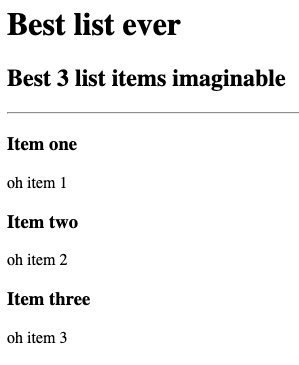 Best list ever
Best 3 list items imaginable
Item one
oh item 1
Item two
oh item 2
Item three
oh item 3